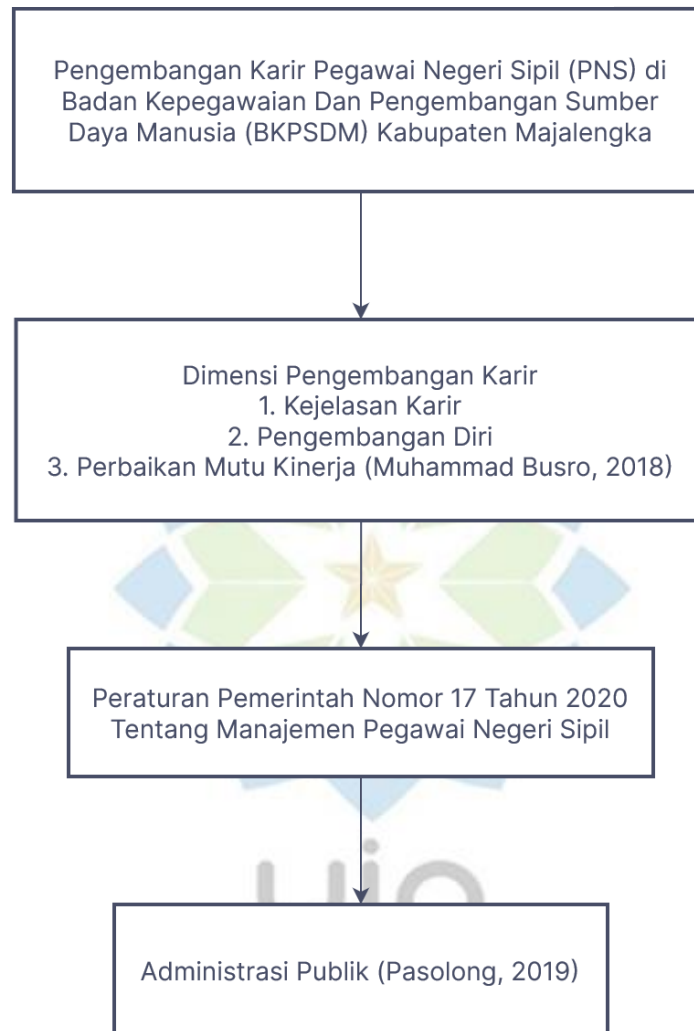 Pengembangan Karir Pegawai Negeri Sipil (PNS) di
Badan Kepegawaian Dan Pengembangan Sumber
Daya Manusia (BKPSDM) Kabupaten Majalengka
Dimensi Pengembangan Karir
1. Kejelasan Karir
2. Pengembangan Diri
3. Perbaikan Mutu Kinerja (Muhammad Busro, 2018)
Peraturan Pemerintah Nomor 17 Tahun 2020
Tentang Manajemen Pegawai Negeri Sipil
uin
Administrasi Publik (Pasolong, 2019)